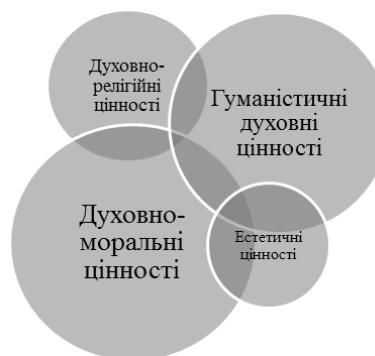 Духовно-
релігійні
цінності
Гуманістичні
духовні
цінності
Духовно-
моральні
цінності
Естетичні
цінності